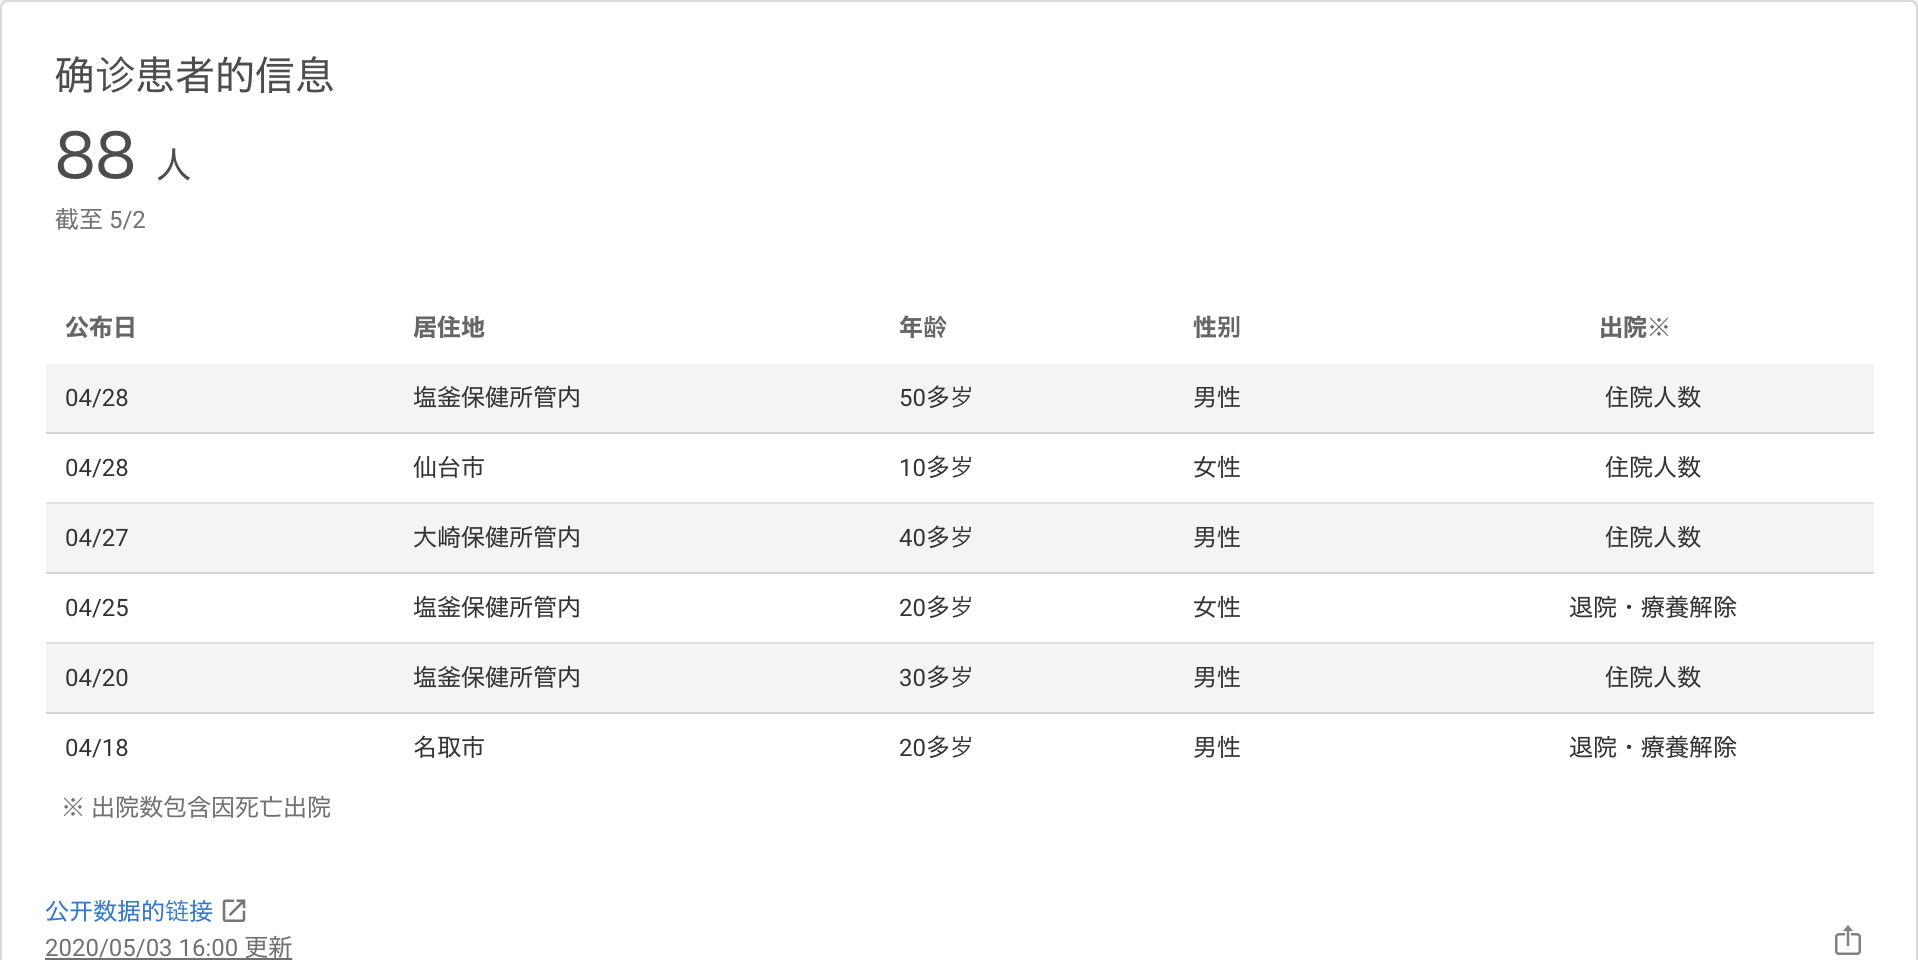 确诊患者的信息
88 人
截至 5/2
公布日 居住地 年龄 性别 出院※
04/28 塩釜保健所管内 50多岁 男性 住院人数
04/28 仙台市 10多岁 女性 住院人数
04/27 大崎保健所管内 40多岁 男性 住院人数
04/25 塩釜保健所管内 20多岁 女性 退院・療養解除
04/20 塩釜保健所管内 30多岁 男性 住院人数
04/18 名取市 20多岁 男性 退院・療養解除
※ 出院数包含因死亡出院
公开数据的链接
2020/05/03 16:00 更新